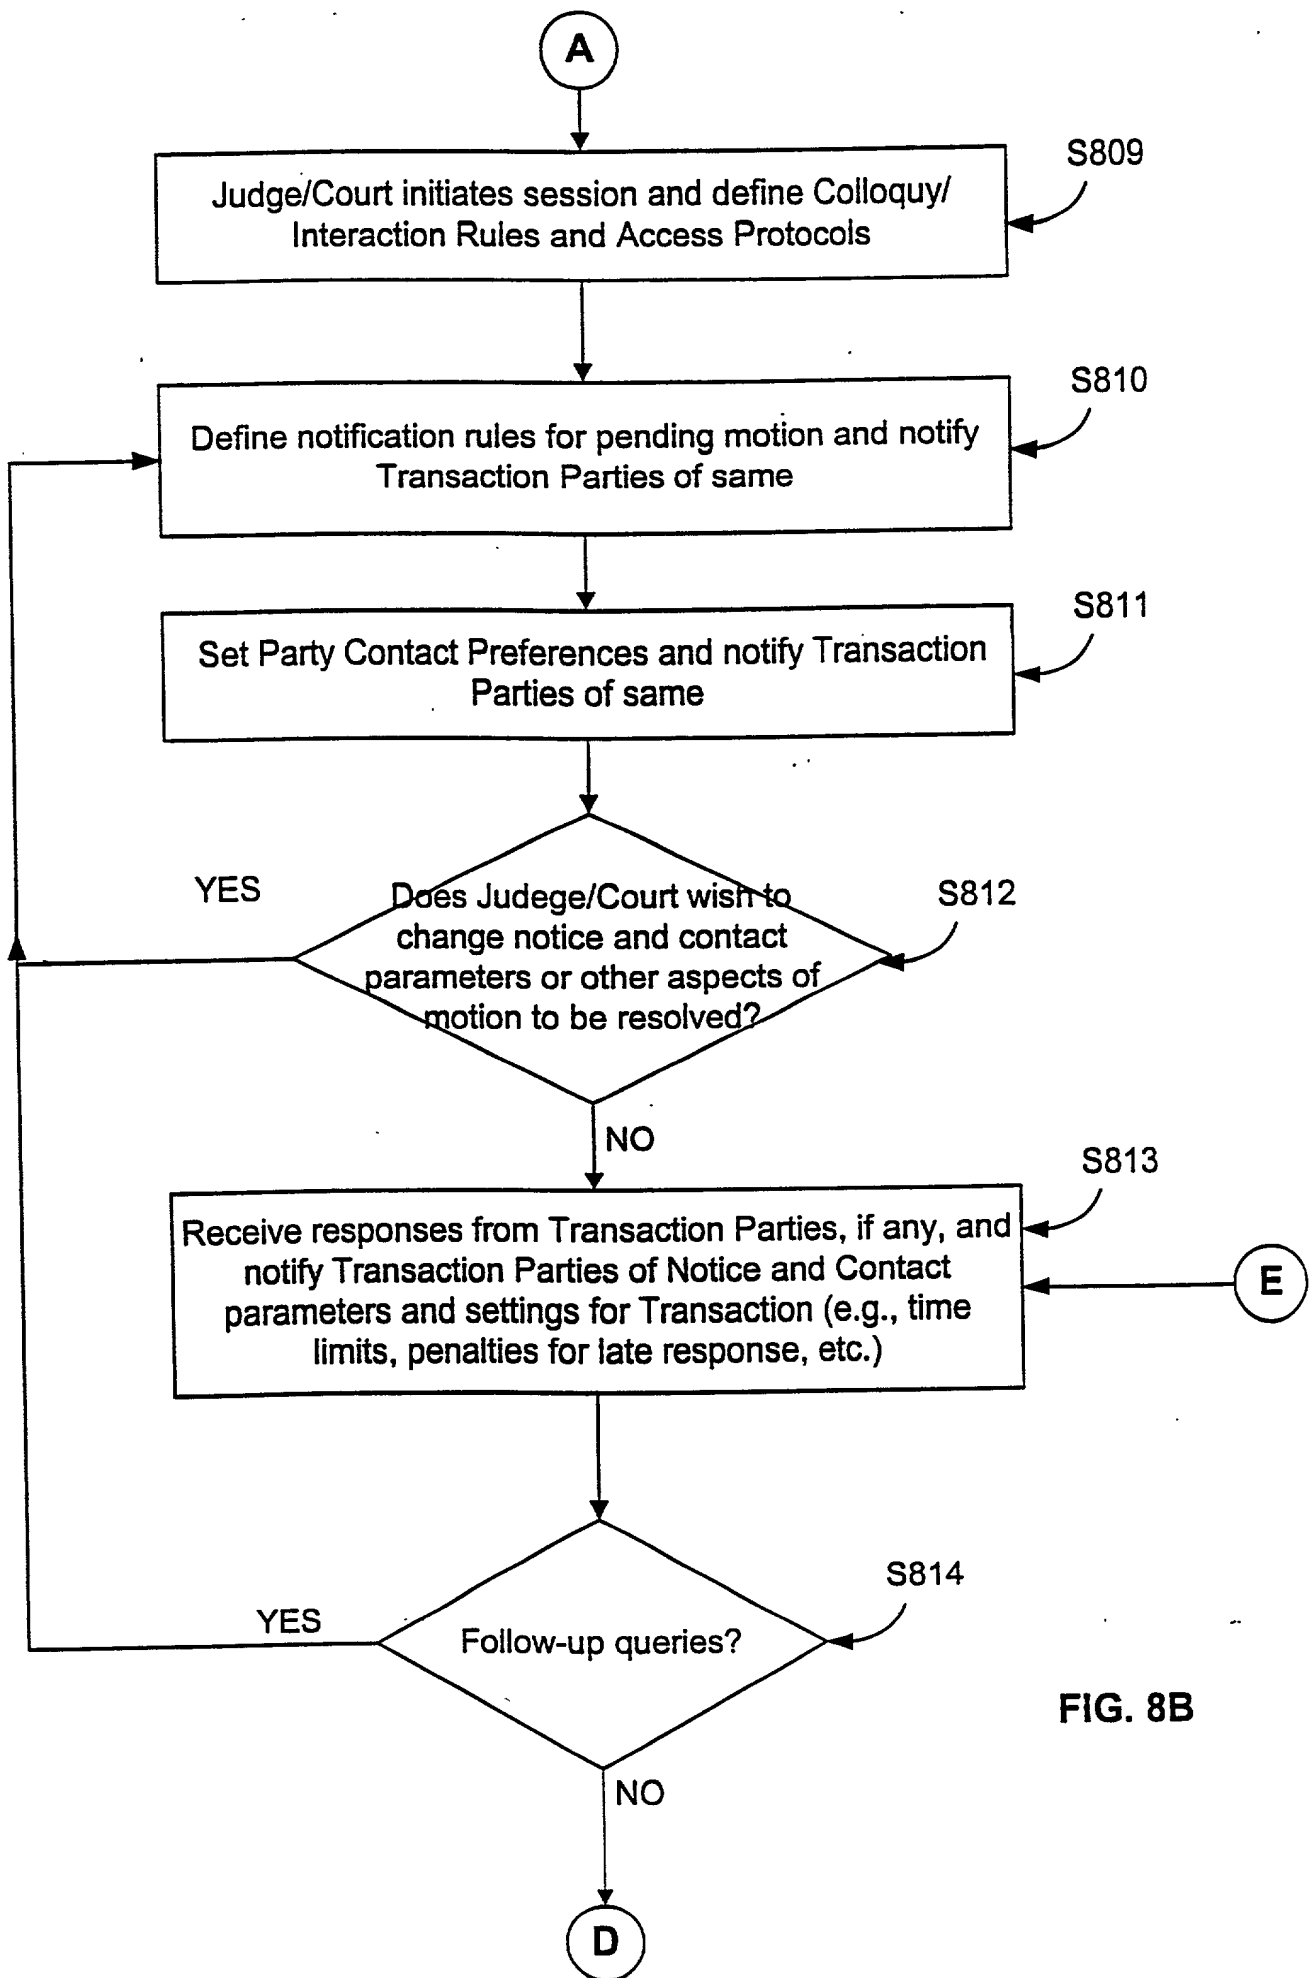 A
S809
Judge/Court initiates session and define Colloquy/
Interaction Rules and Access Protocols
S810
Define notification rules for pending motion and notify
Transaction Parties of same
S811
Set Party Contact Preferences and notify Transaction
Parties of same
YES
S812
Does Judege/Court wish to
change notice and contact
parameters or other aspects of
motion to be resolved?
NO
S813
Receive responses from Transaction Parties, if any, and
notify Transaction Parties of Notice and Contact
parameters and settings for Transaction (e.g., time
limits, penalties for late response, etc.)
E
S814
YES
Follow-up queries?
FIG. 8B
NO
D